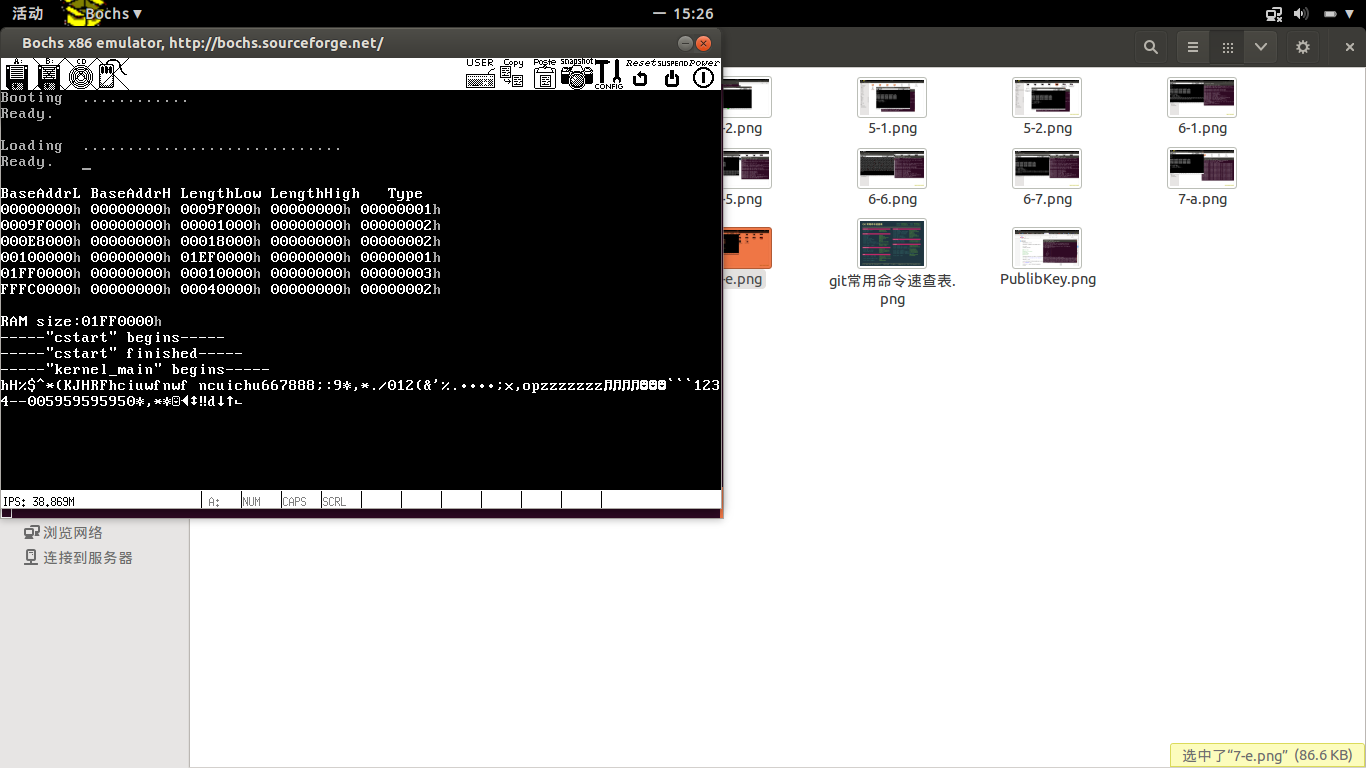 活动 Bochs ▾ 一 15:26
Bochs x86 emulator, http://bochs.sourceforge.net/
A: B: CD USER Copy Paste Snapshot CONFIG Reset SUSPEND Power
Booting ............
Ready.
Loading .............................
Ready.
BaseAddrL BaseAddrH LengthLow LengthHigh Type
00000000h 00000000h 0009F000h 00000000h 00000001h
0009F000h 00000000h 00001000h 00000000h 00000002h
000E8000h 00000000h 00018000h 00000000h 00000002h
00100000h 00000000h 01EF0000h 00000000h 00000001h
01FF0000h 00000000h 00010000h 00000000h 00000003h
FFFC0000h 00000000h 00040000h 00000000h 00000002h
RAM size:01FF0000h
-----"cstart" begins-----
-----"cstart" finished-----
-----"kernel_main" begins-----
hH%$^*(KJHRFhciuwfnwf ncuichu667888;:9*,*./012(&'%.••••;x,opzzzzzzz
```123
4--005959595950*,**
IPS: 38.869M A: NUM CAPS SCRL
-2.png 5-1.png 5-2.png 6-1.png
-5.png 6-6.png 6-7.png 7-a.png
-e.png git常用命令速查表.png PublibKey.png
浏览网络
连接到服务器
选中了“7-e.png” (86.6 KB)